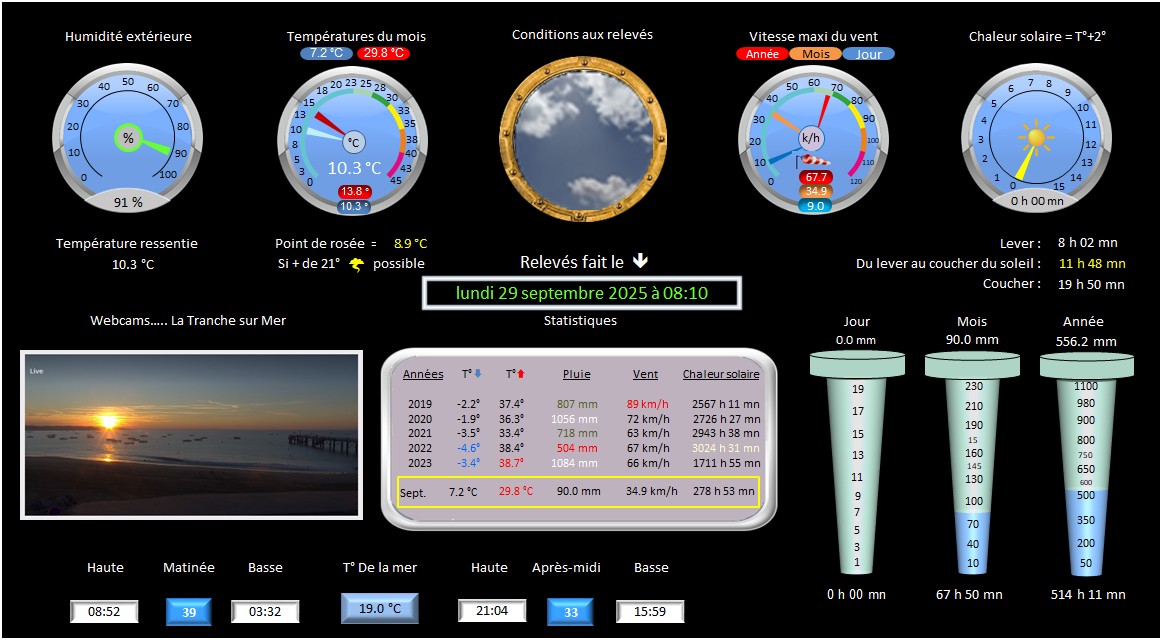 Humidité extérieure
Températures du mois
Conditions aux relevés
Vitesse maxi du vent
Chaleur solaire = T°+2°
7.2 °C 29.8 °C
Année Mois Jour
0 10 20 30 40 50 60 70 80 90 100
%
91 %
0 3 5 8 10 13 15 18 20 23 25 28 30 33 35 38 40 43 45
°C
10.3 °C
13.8 °
10.3 °
0 10 20 30 40 50 60 70 80 90 100 110 120
k/h
67.7
34.9
9.0
0 1 2 3 4 5 6 7 8 9 10 11 12 13 14 15
0 h 00 mn
Température ressentie
10.3 °C
Point de rosée = 8.9 °C
Si + de 21° possible
Relevés fait le
lundi 29 septembre 2025 à 08:10
Lever : 8 h 02 mn
Du lever au coucher du soleil : 11 h 48 mn
Coucher : 19 h 50 mn
Webcams..... La Tranche sur Mer
Live
Statistiques
Années T° T° Pluie Vent Chaleur solaire
2019 -2.2° 37.4° 807 mm 89 km/h 2567 h 11 mn
2020 -1.9° 36.3° 1056 mm 72 km/h 2726 h 27 mn
2021 -3.5° 33.4° 718 mm 63 km/h 2943 h 38 mn
2022 -4.6° 38.4° 504 mm 67 km/h 3024 h 31 mn
2023 -3.4° 38.7° 1084 mm 66 km/h 1711 h 55 mn
Sept. 7.2 °C 29.8 °C 90.0 mm 34.9 km/h 278 h 53 mn
Jour
0.0 mm
19
17
15
13
11
9
7
5
3
1
0 h 00 mn
Mois
90.0 mm
230
210
190
15
160
145
130
100
70
40
10
67 h 50 mn
Année
556.2 mm
1100
980
900
800
750
650
600
500
350
200
50
514 h 11 mn
Haute Matinée Basse T° De la mer Haute Après-midi Basse
08:52 39 03:32 19.0 °C 21:04 33 15:59